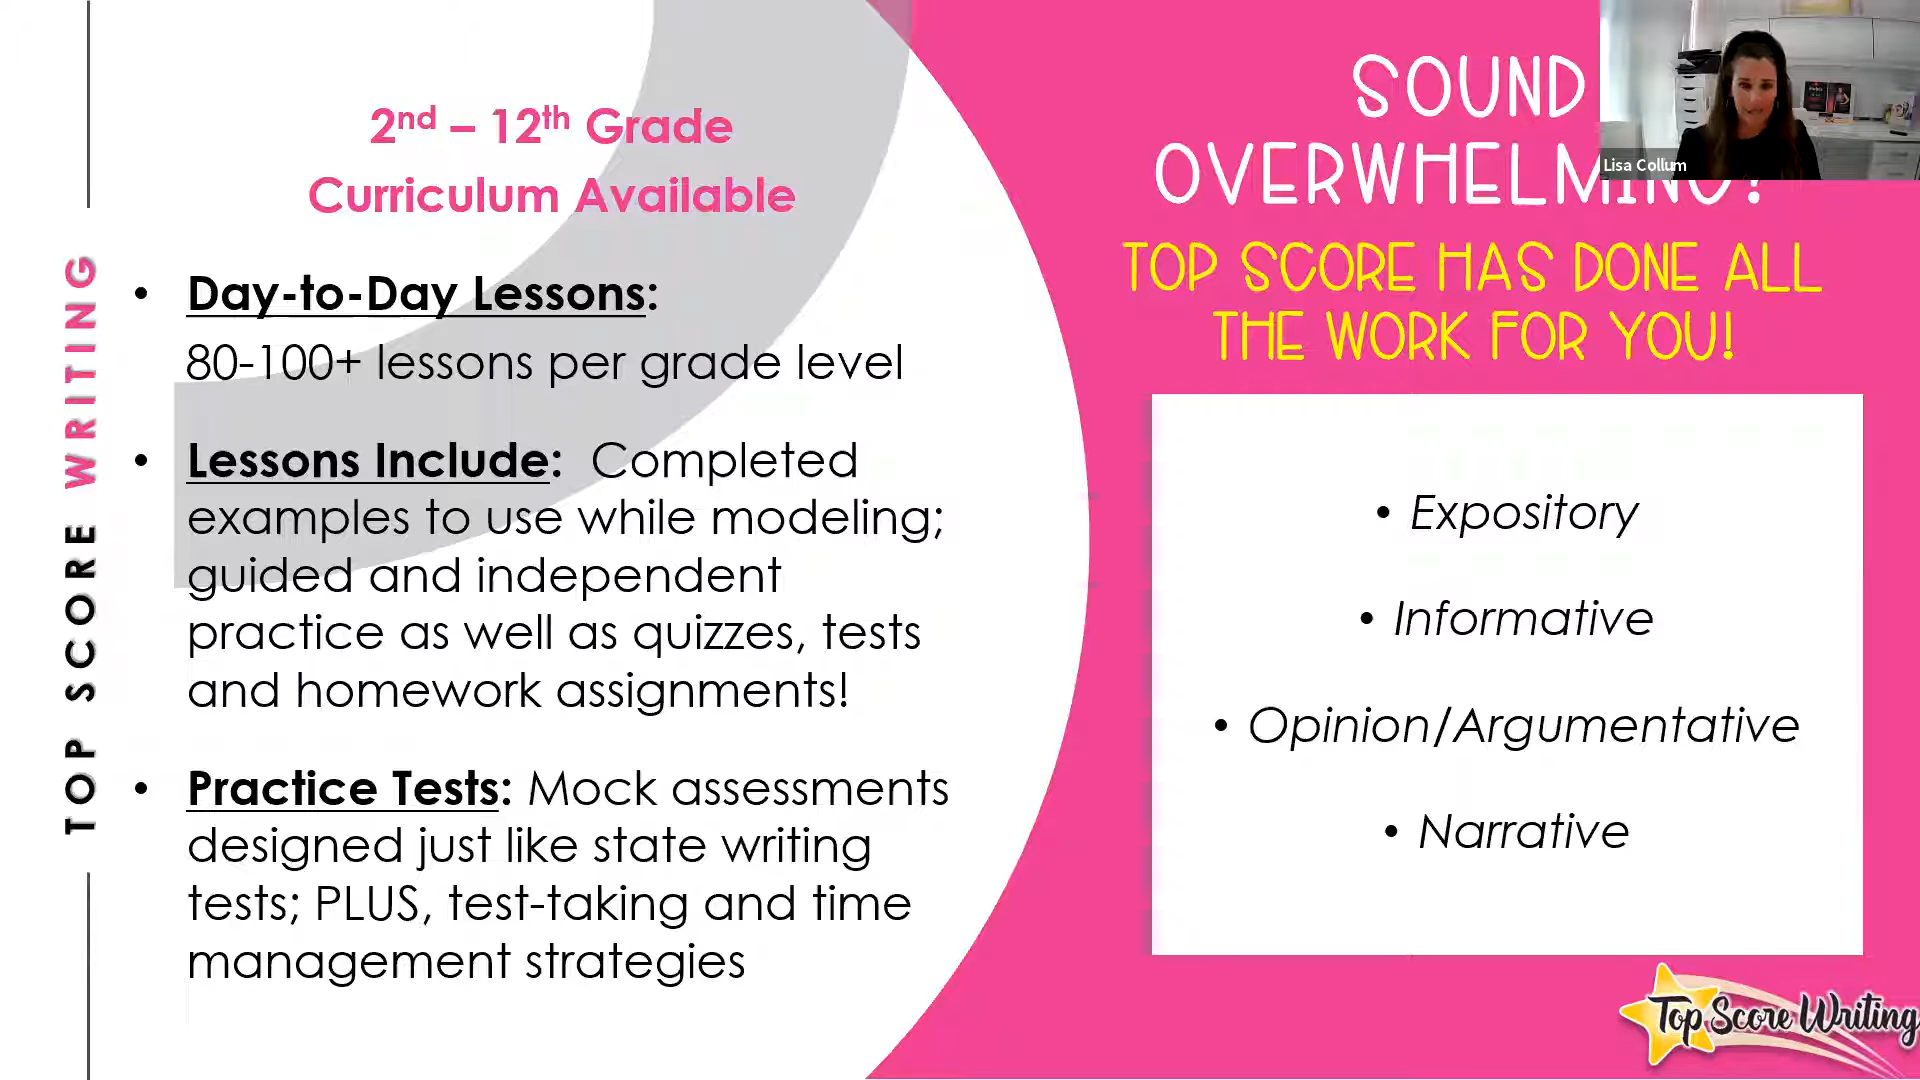 TOP SCORE WRITING
2nd – 12th Grade
Curriculum Available
• Day-to-Day Lessons:
80-100+ lessons per grade level
• Lessons Include: Completed
examples to use while modeling;
guided and independent
practice as well as quizzes, tests
and homework assignments!
• Practice Tests: Mock assessments
designed just like state writing
tests; PLUS, test-taking and time
management strategies
SOUND
OVERWHELMING?
TOP SCORE HAS DONE ALL
THE WORK FOR YOU!
• Expository
• Informative
• Opinion/Argumentative
• Narrative
Lisa Collum
Top Score Writing